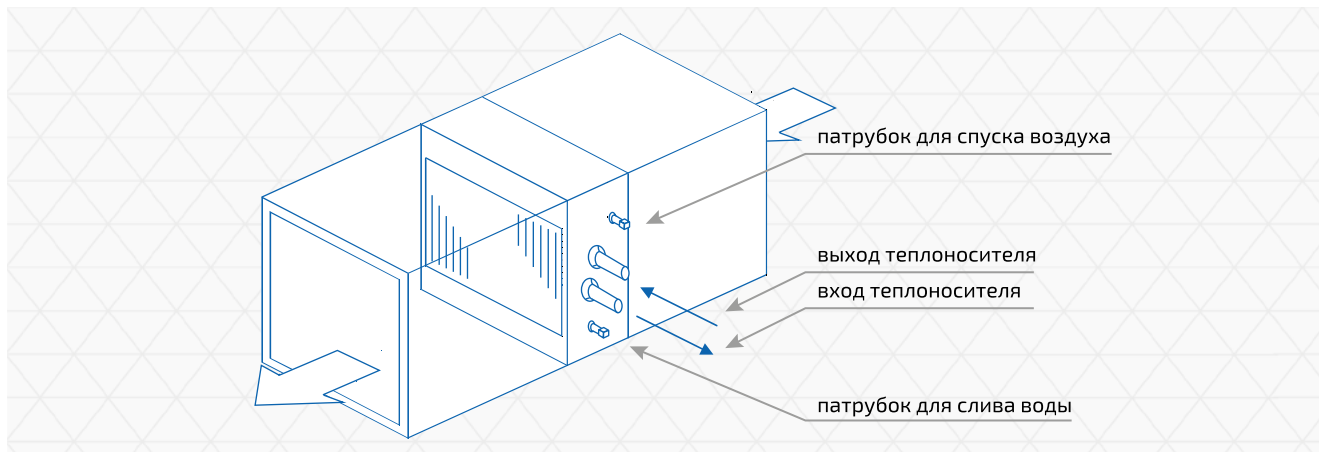 патрубок для спуска воздуха
выход теплоносителя
вход теплоносителя
патрубок для слива воды